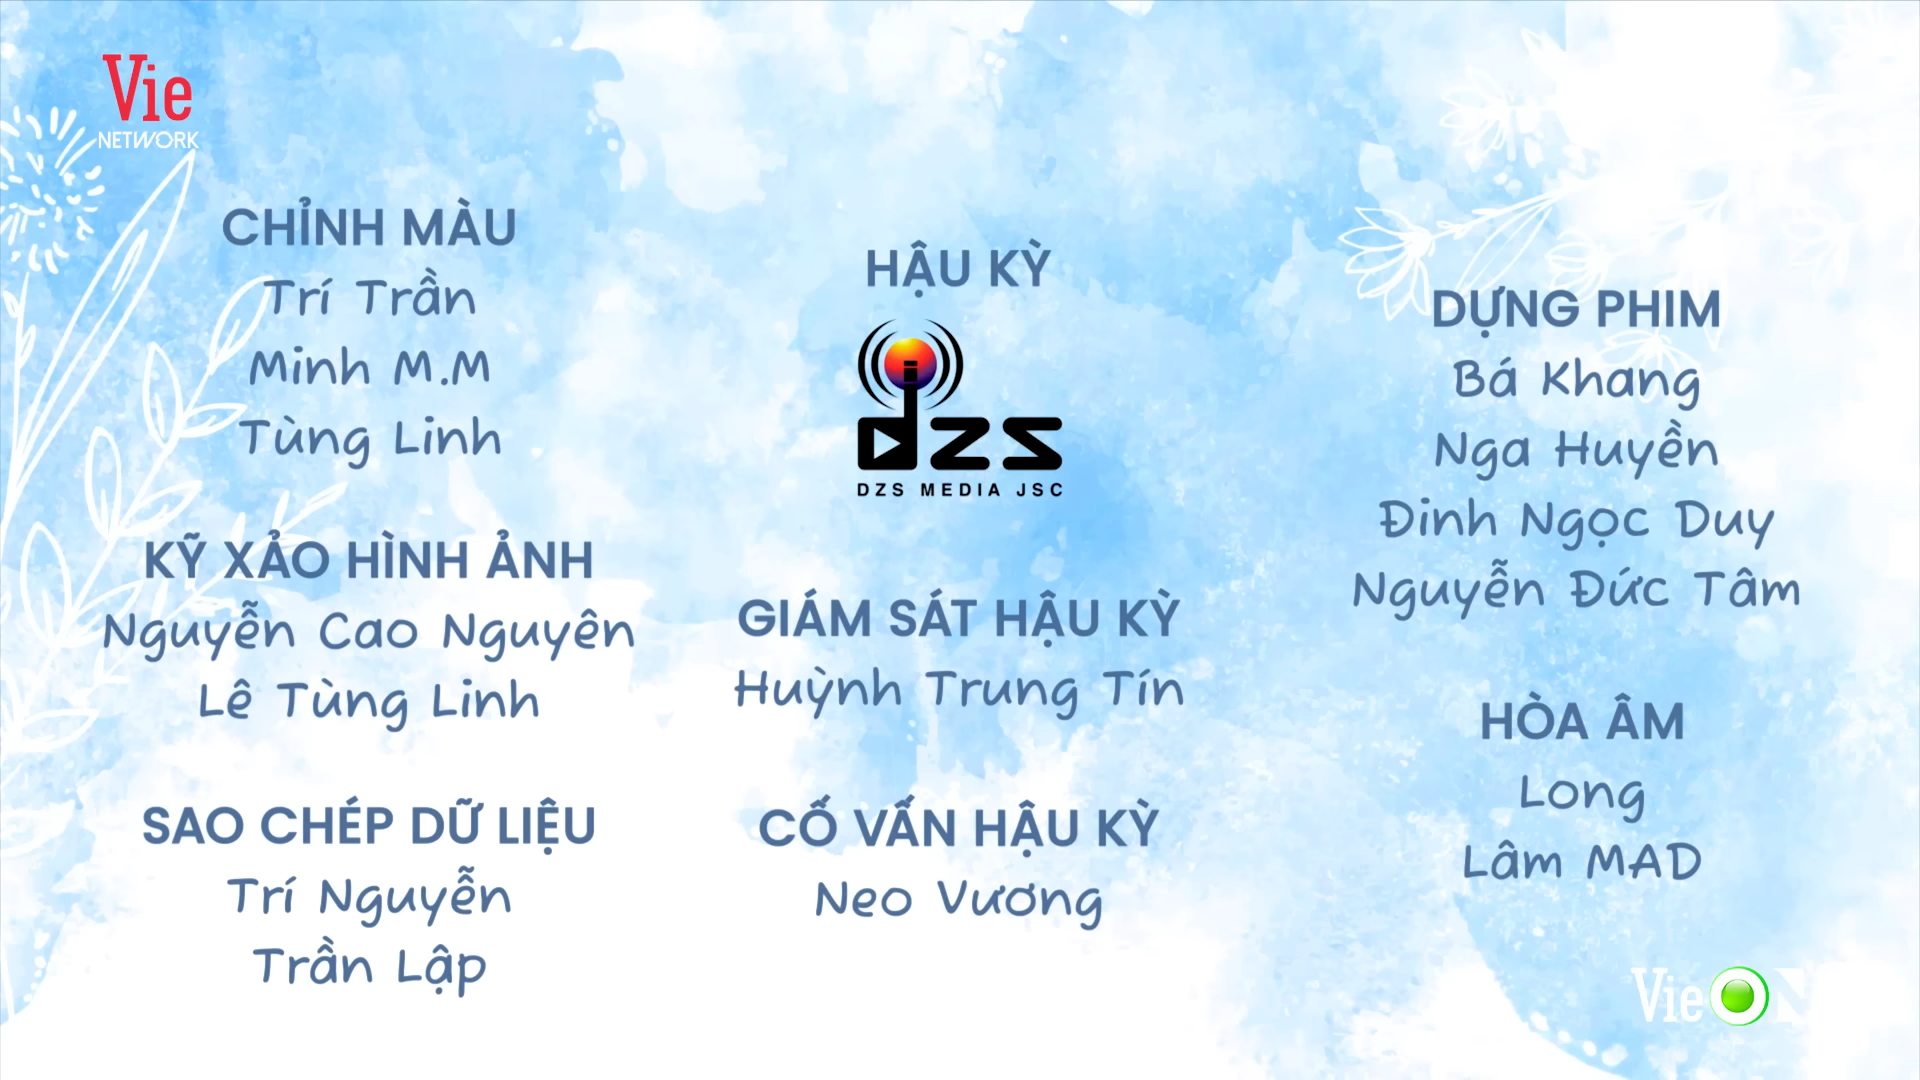 Vie
NETWORK
CHỈNH MÀU
Trí Trần
Minh M.M
Tùng Linh
KỸ XẢO HÌNH ẢNH
Nguyễn Cao Nguyên
Lê Tùng Linh
SAO CHÉP DỮ LIỆU
Trí Nguyễn
Trần Lập
HẬU KỲ
dzs
DZS MEDIA JSC
GIÁM SÁT HẬU KỲ
Huỳnh Trung Tín
CỐ VẤN HẬU KỲ
Neo Vương
DỰNG PHIM
Bá Khang
Nga Huyền
Đinh Ngọc Duy
Nguyễn Đức Tâm
HÒA ÂM
Long
Lâm MAD
VieON